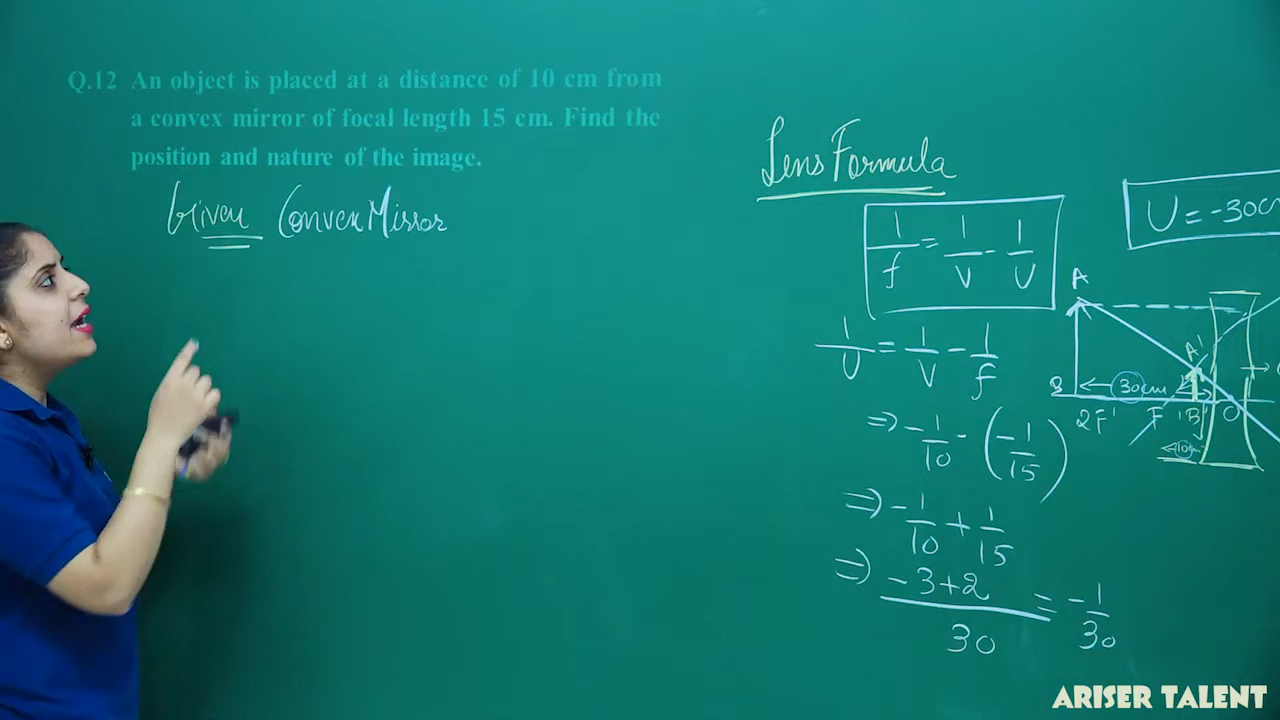 Q.12 An object is placed at a distance of 10 cm from
a convex mirror of focal length 15 cm. Find the
position and nature of the image.
Given Convex Mirror
Lens Formula
1/f = 1/V - 1/U
U = -30cm
1/U = 1/V - 1/f
⇒ -1/10 - (-1/15)
⇒ -1/10 + 1/15
⇒ -3+2/30 = -1/30
A
A'
B 30cm
2F' F' B' O
10cm
ARISER TALENT